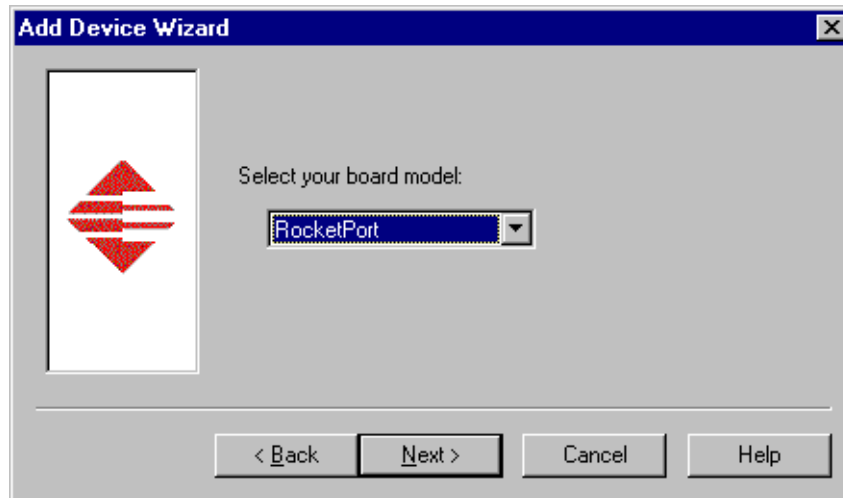 Add Device Wizard
Select your board model:
RocketPort
< Back Next > Cancel Help